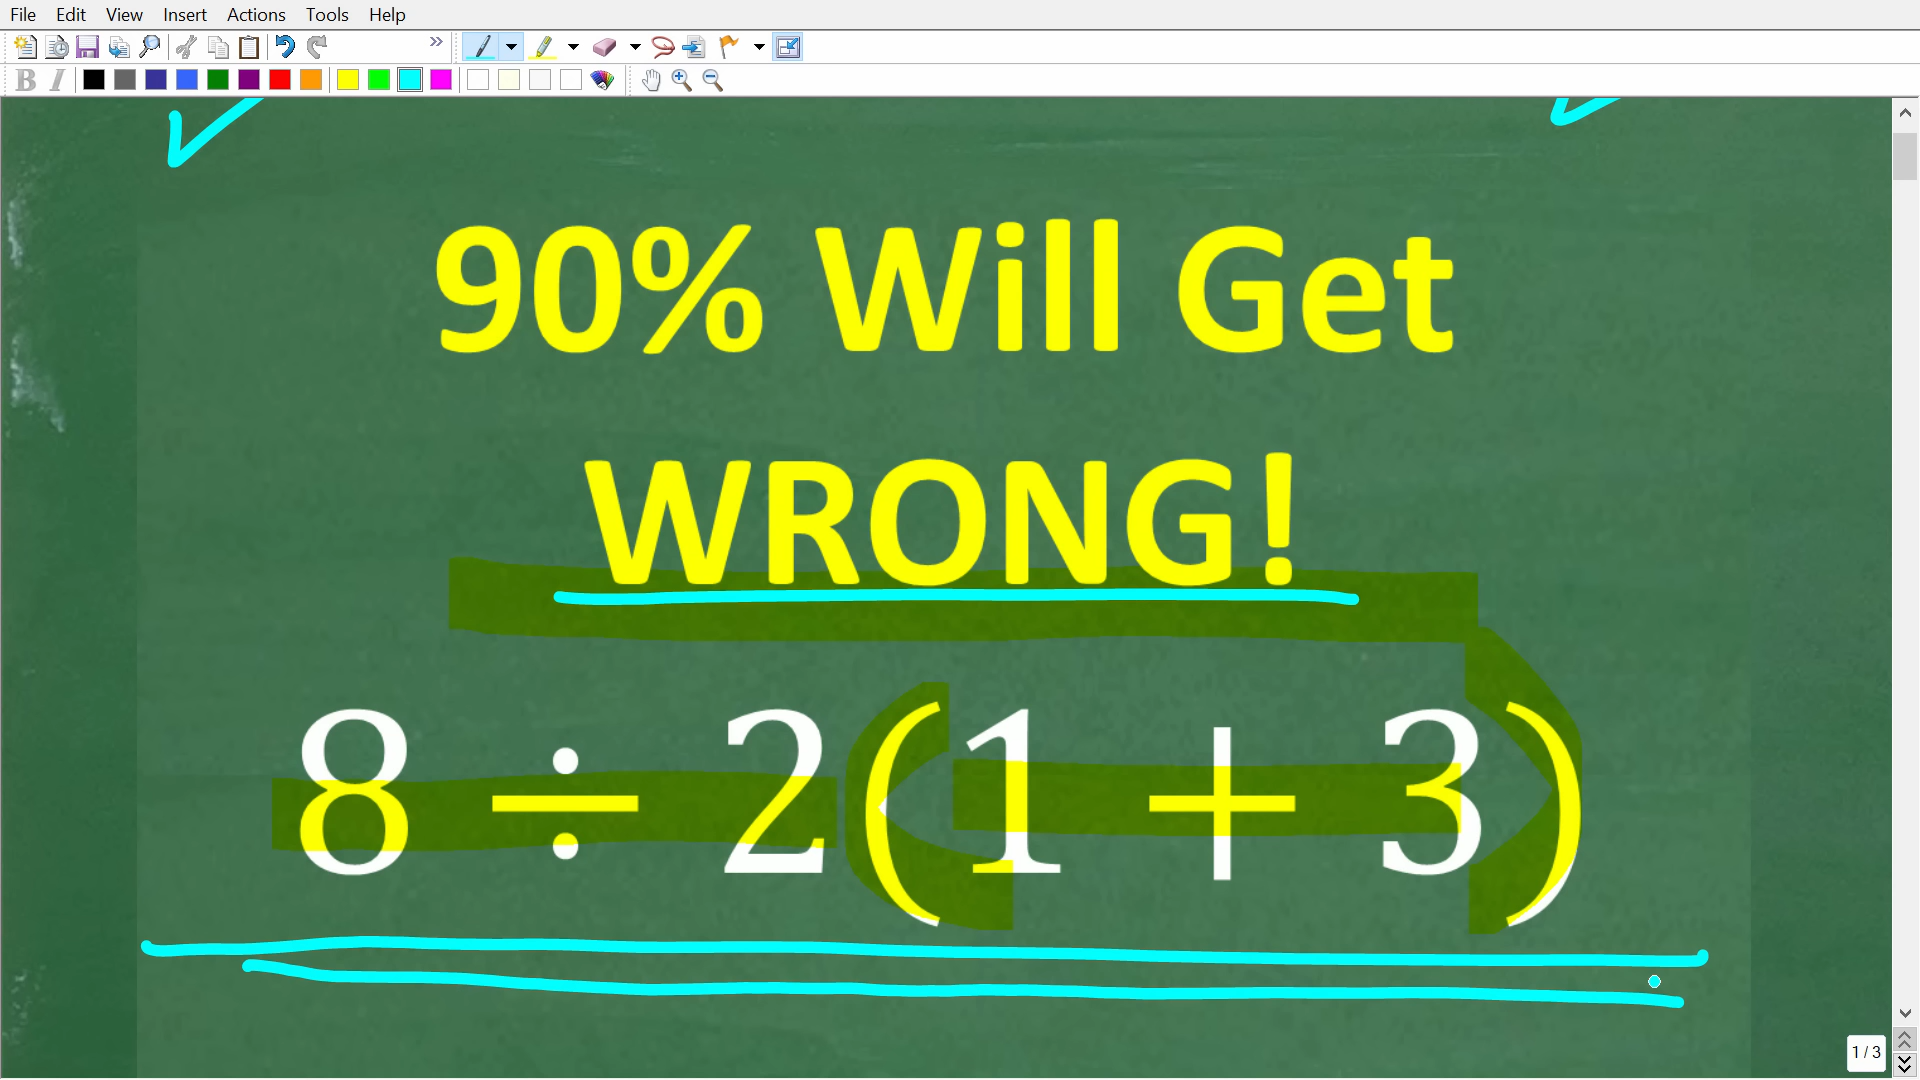 File Edit View Insert Actions Tools Help
B I
90% Will Get
WRONG!
8 ÷ 2(1 + 3)
1 / 3